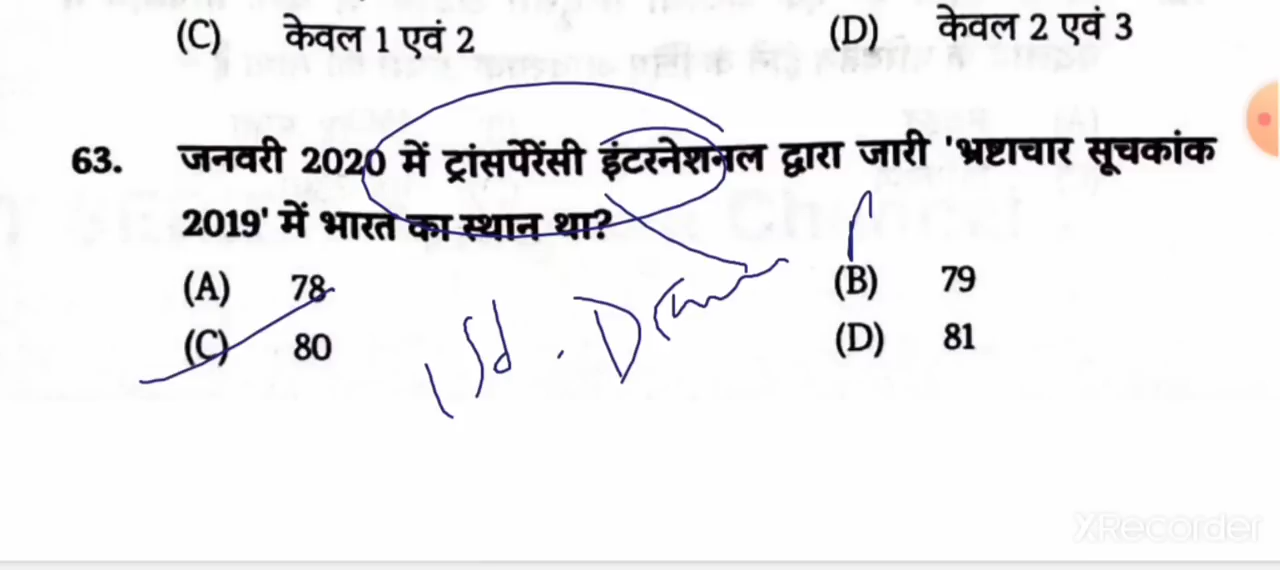 (C) केवल 1 एवं 2 (D) केवल 2 एवं 3
63. जनवरी 2020 में ट्रांसपेरेंसी इंटरनेशनल द्वारा जारी 'भ्रष्टाचार सूचकांक
2019' में भारत का स्थान था?
(A) 78 (B) 79
(C) 80 (D) 81
XRecorder